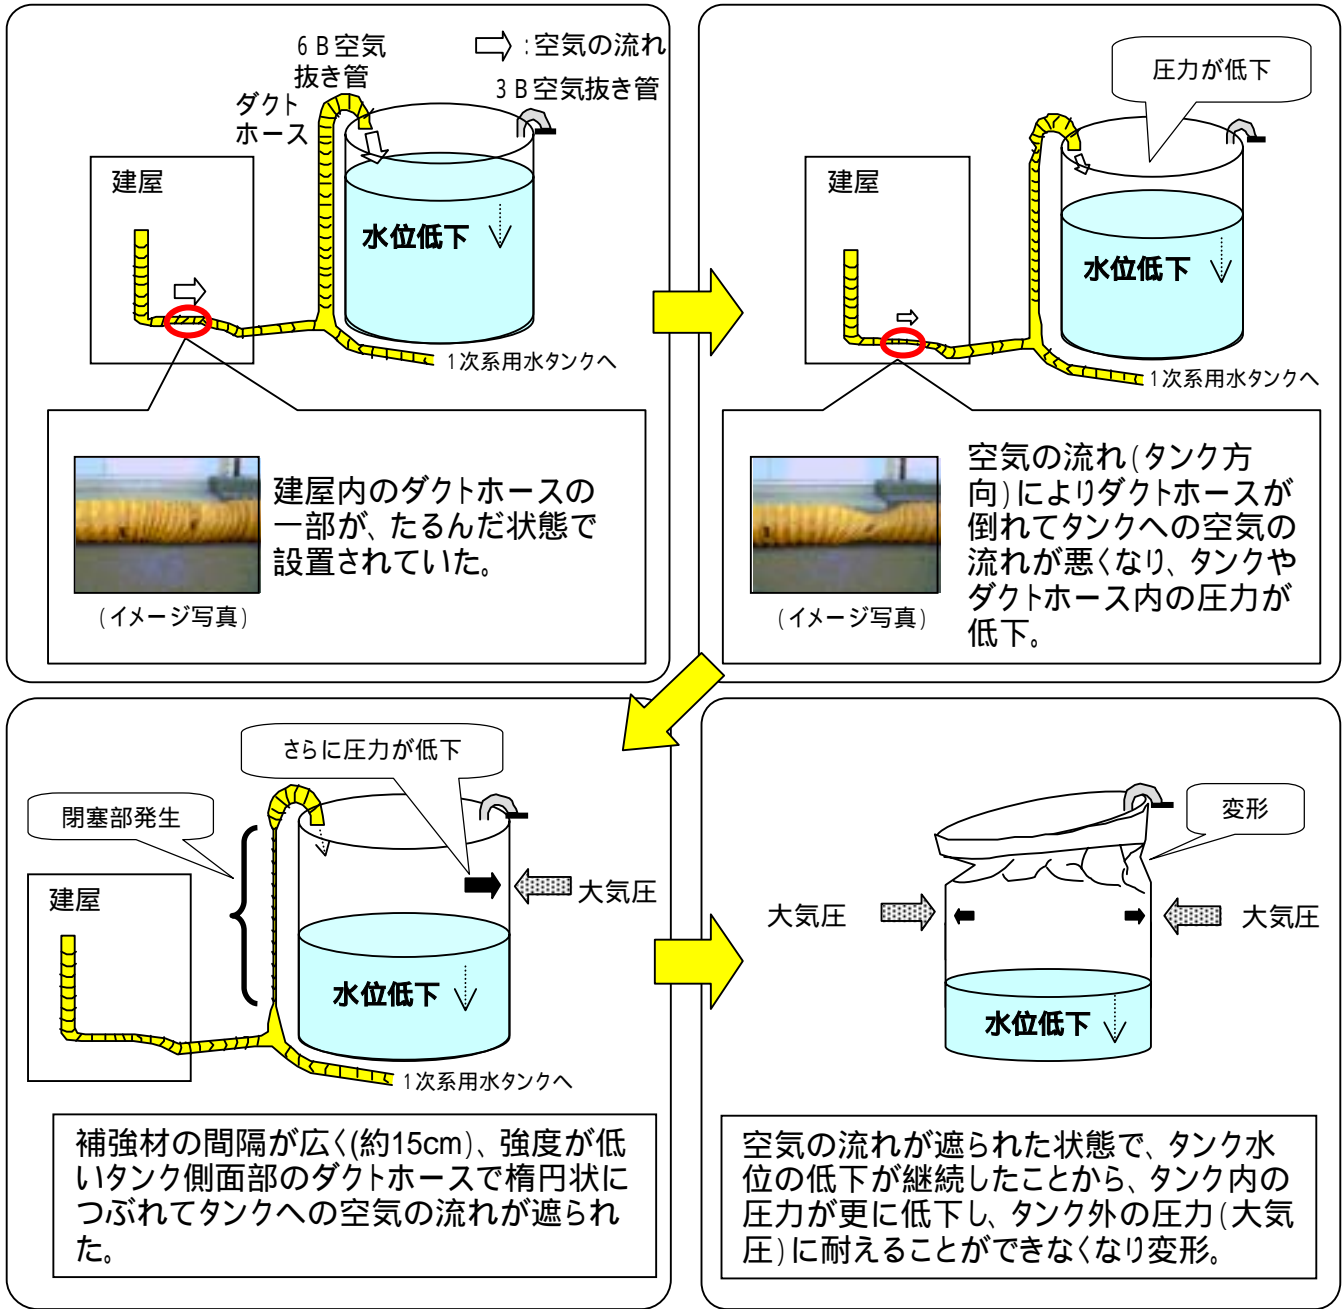 6B空気
抜き管
:空気の流れ
3B空気抜き管
ダクト
ホース
建屋
水位低下
1次系用水タンクへ
建屋内のダクトホースの
一部が、たるんだ状態で
設置されていた。
(イメージ写真)
圧力が低下
建屋
水位低下
1次系用水タンクへ
空気の流れ(タンク方
向)によりダクトホースが
倒れてタンクへの空気の
流れが悪くなり、タンクや
ダクトホース内の圧力が
低下。
(イメージ写真)
さらに圧力が低下
閉塞部発生
建屋
大気圧
水位低下
1次系用水タンクへ
補強材の間隔が広く(約15cm)、強度が低
いタンク側面部のダクトホースで楕円状に
つぶれてタンクへの空気の流れが遮られ
た。
変形
大気圧
大気圧
水位低下
空気の流れが遮られた状態で、タンク水
位の低下が継続したことから、タンク内の
圧力が更に低下し、タンク外の圧力(大気
圧)に耐えることができなくなり変形。